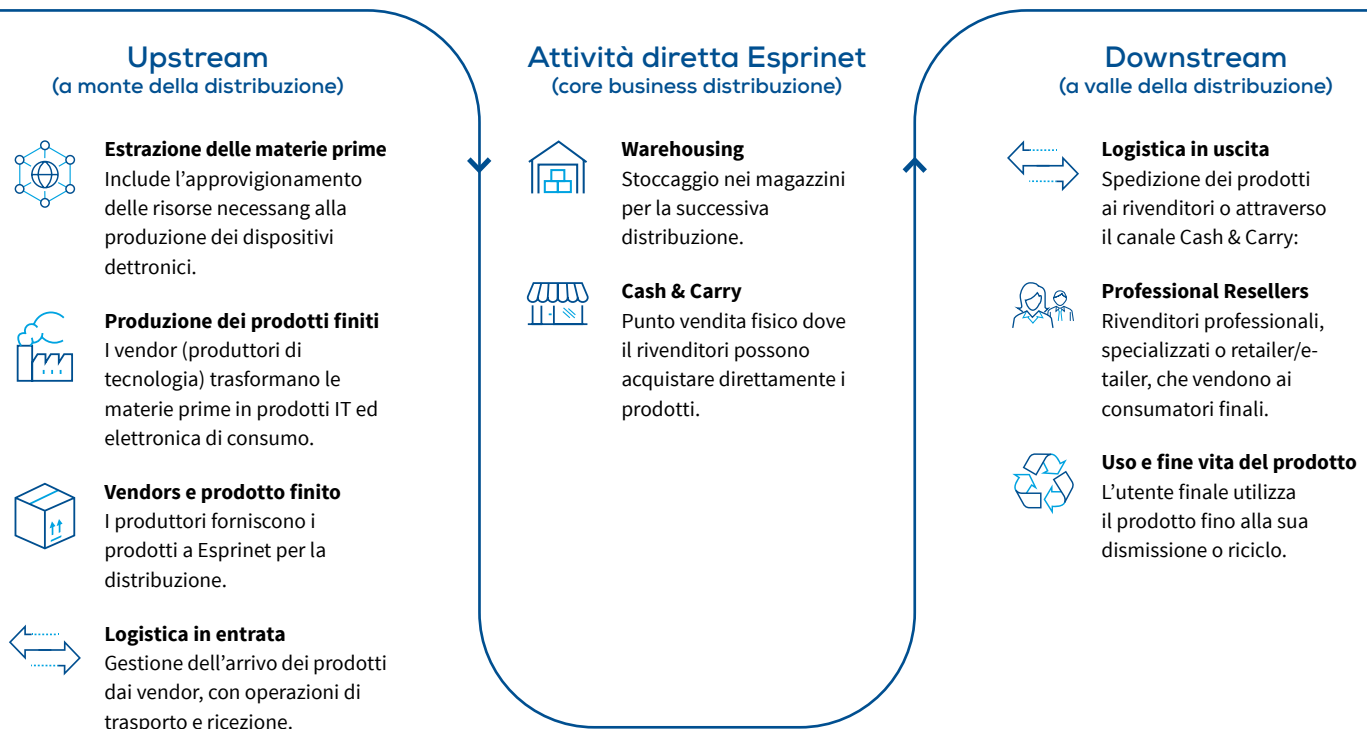 Upstream
(a monte della distribuzione)
Estrazione delle materie prime
Include l'approvigionamento
delle risorse necessang alla
produzione dei dispositivi
dettronici.
Produzione dei prodotti finiti
I vendor (produttori di
tecnologia) trasformano le
materie prime in prodotti IT ed
elettronica di consumo.
Vendors e prodotto finito
I produttori forniscono i
prodotti a Esprinet per la
distribuzione.
Logistica in entrata
Gestione dell'arrivo dei prodotti
dai vendor, con operazioni di
trasporto e ricezione.
Attività diretta Esprinet
(core business distribuzione)
Warehousing
Stoccaggio nei magazzini
per la successiva
distribuzione.
Cash & Carry
Punto vendita fisico dove
il rivenditori possono
acquistare direttamente i
prodotti.
Downstream
(a valle della distribuzione)
Logistica in uscita
Spedizione dei prodotti
ai rivenditori o attraverso
il canale Cash & Carry:
Professional Resellers
Rivenditori professionali,
specializzati o retailer/e-
tailer, che vendono ai
consumatori finali.
Uso e fine vita del prodotto
L'utente finale utilizza
il prodotto fino alla sua
dismissione o riciclo.